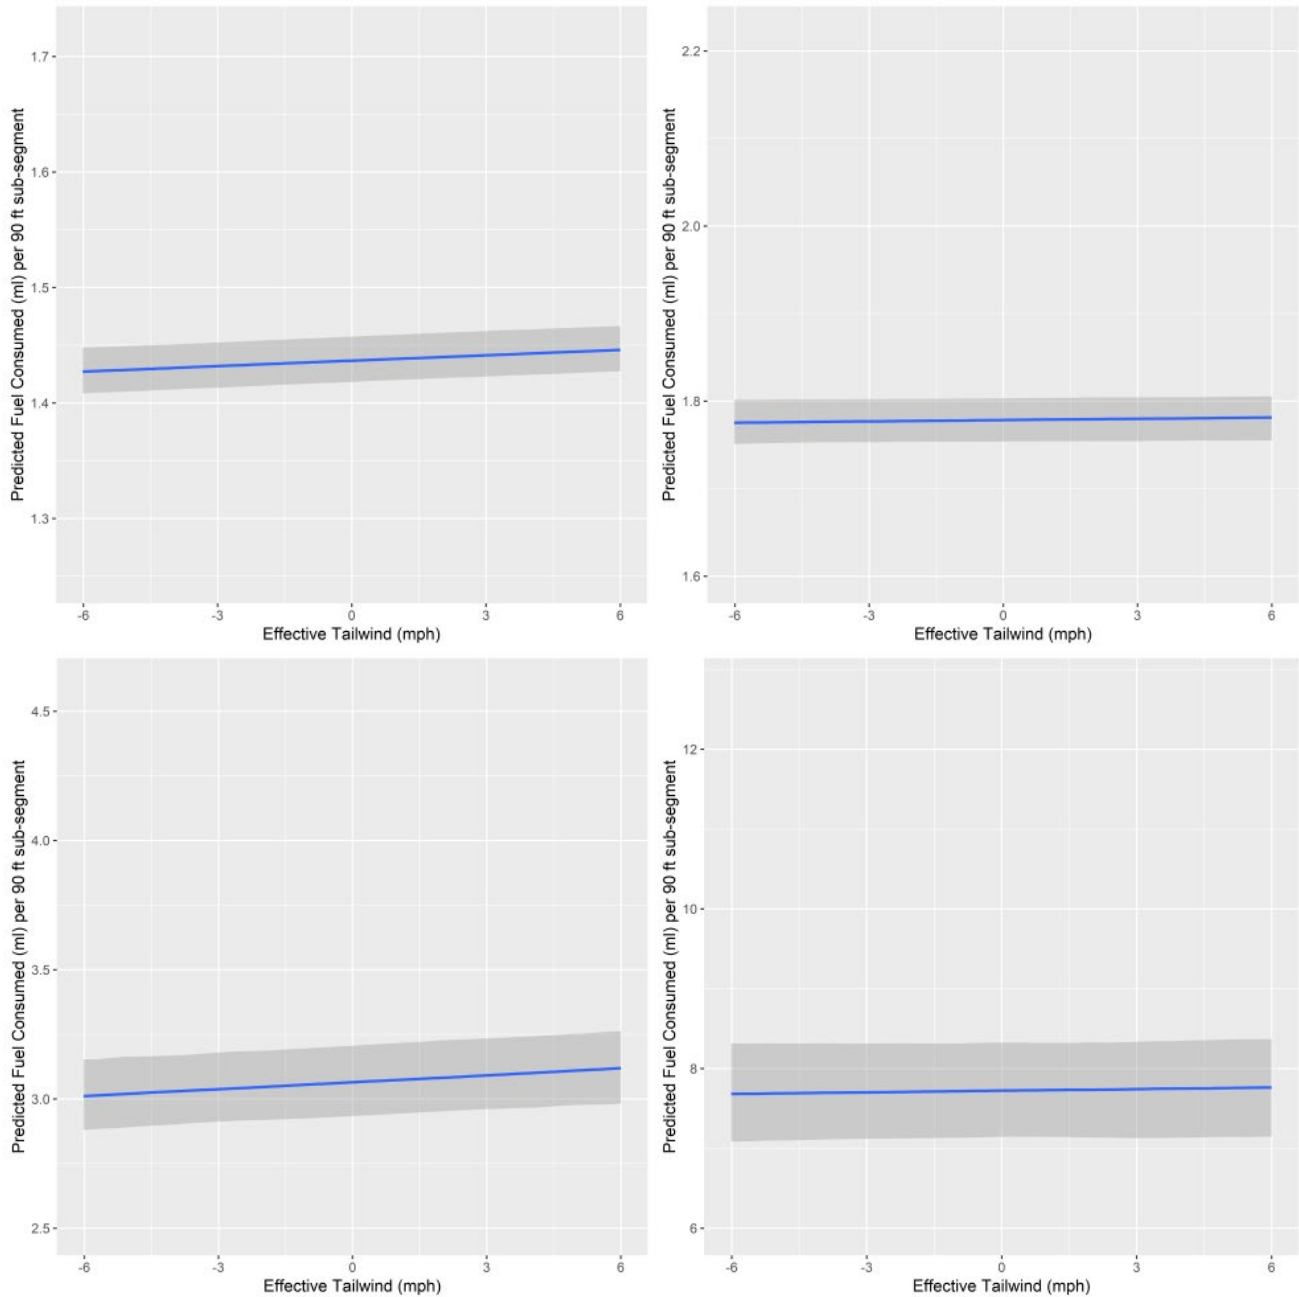 Predicted Fuel Consumed (ml) per 90 ft sub-segment
1.7
1.6
1.5
1.4
1.3
-6 -3 0 3 6
Effective Tailwind (mph)
Predicted Fuel Consumed (ml) per 90 ft sub-segment
2.2
2.0
1.8
1.6
-6 -3 0 3 6
Effective Tailwind (mph)
Predicted Fuel Consumed (ml) per 90 ft sub-segment
4.5
4.0
3.5
3.0
2.5
-6 -3 0 3 6
Effective Tailwind (mph)
Predicted Fuel Consumed (ml) per 90 ft sub-segment
12
10
8
6
-6 -3 0 3 6
Effective Tailwind (mph)